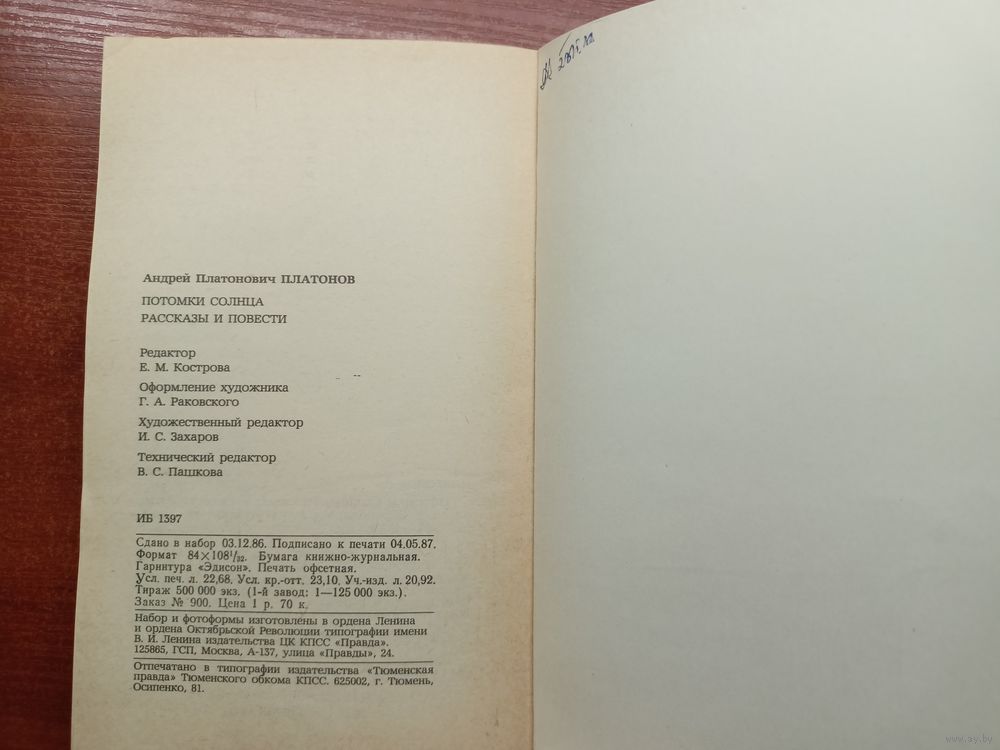 Андрей Платонович ПЛАТОНОВ
ПОТОМКИ СОЛНЦА
РАССКАЗЫ И ПОВЕСТИ
Редактор
Е. М. Кострова
Оформление художника
Г. А. Раковского
Художественный редактор
И. С. Захаров
Технический редактор
В. С. Пашкова
ИБ 1397
Сдано в набор 03.12.86. Подписано к печати 04.05.87.
Формат 84×108¹/₃₂. Бумага книжно-журнальная.
Гарнитура «Эдисон». Печать офсетная.
Усл. печ. л. 22,68. Усл. кр.-отт. 23,10. Уч.-изд. л. 20,92.
Тираж 500 000 экз. (1-й завод: 1—125 000 экз.).
Заказ № 900. Цена 1 р. 70 к.
Набор и фотоформы изготовлены в ордена Ленина
и ордена Октябрьской Революции типографии имени
В. И. Ленина издательства ЦК КПСС «Правда».
125865, ГСП, Москва, А-137, улица «Правды», 24.
Отпечатано в типографии издательства «Тюменская
правда» Тюменского обкома КПСС. 625002, г. Тюмень,
Осипенко, 81.
www.ay.by